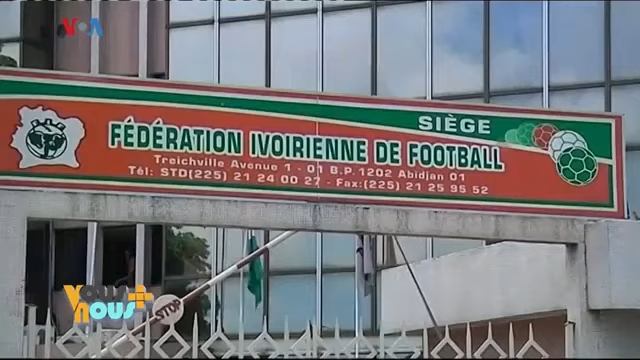 VOA
SIÈGE
FÉDÉRATION IVOIRIENNE DE FOOTBALL
Treichville Avenue 1 - 01 B.P. 1202 Abidjan 01
Tél: STD(225) 21 24 00 27 - Fax:(225) 21 25 95 52
VOUS+
nous
STOP